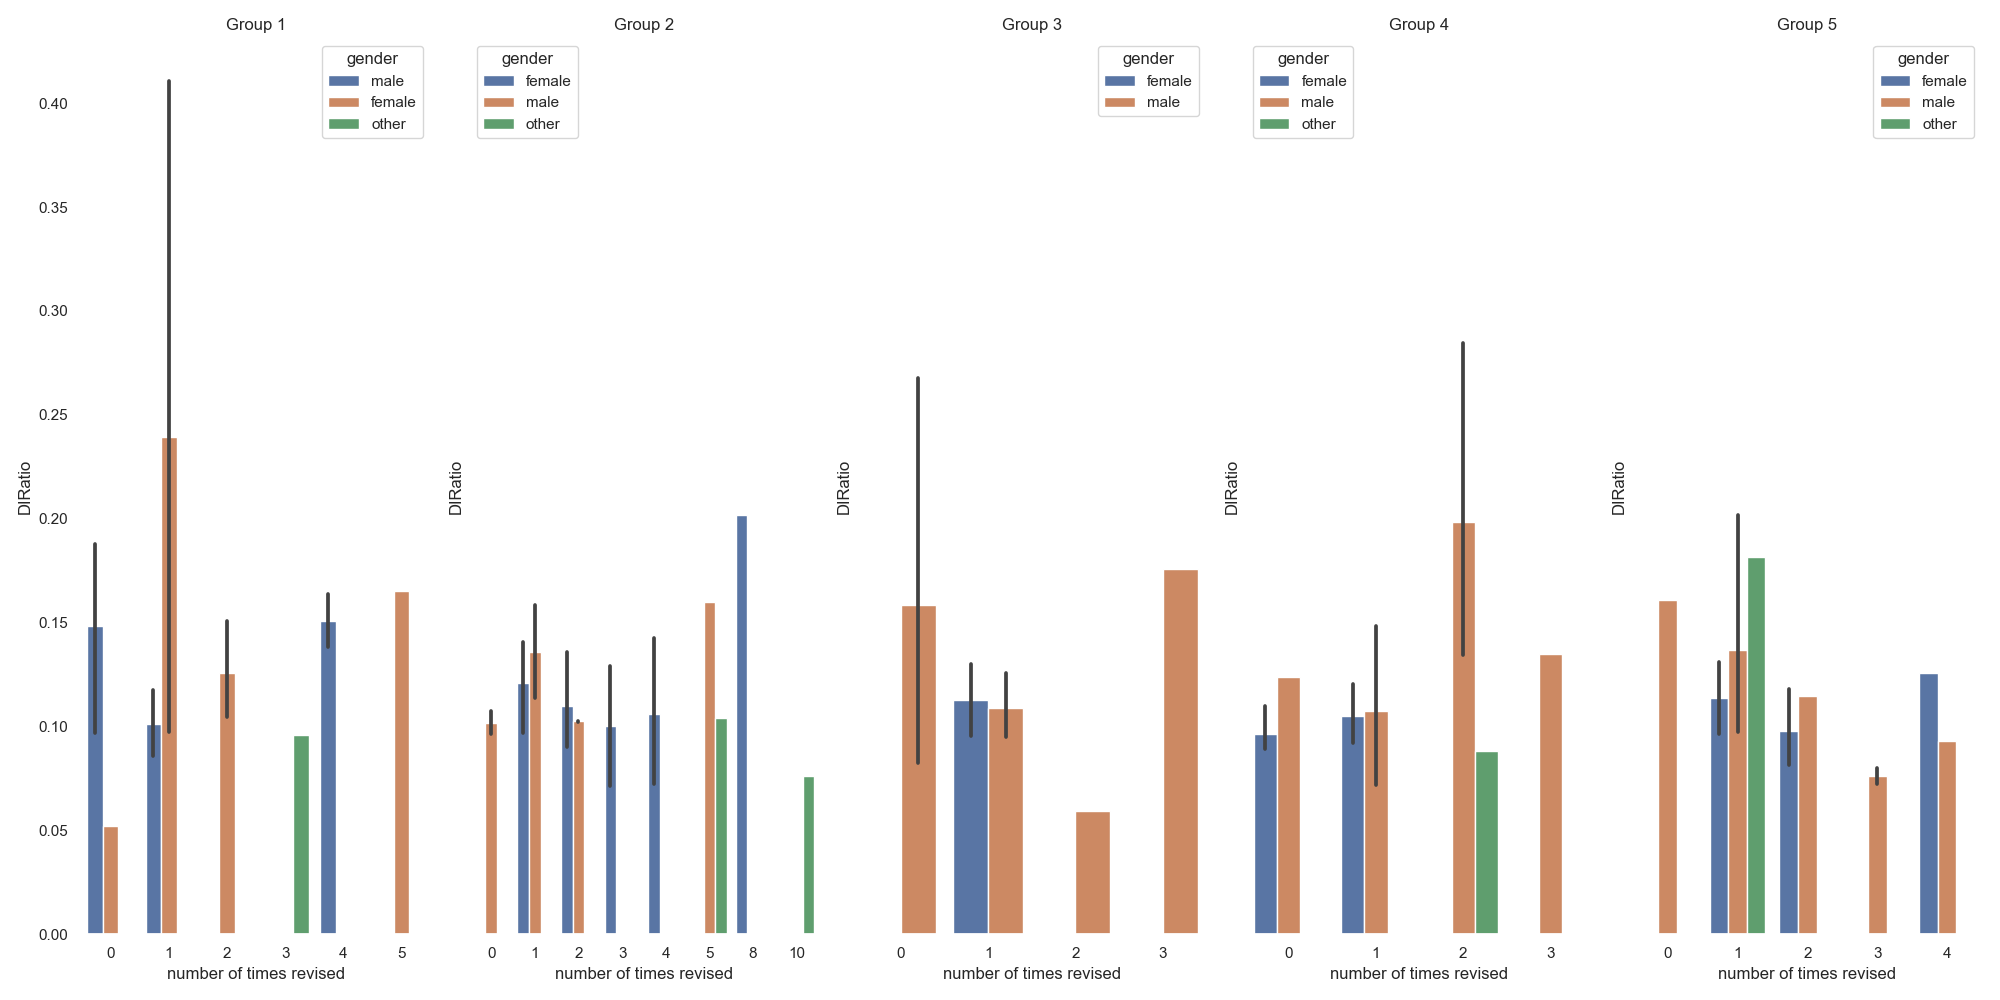 Group 1
gender
male
female
other
0.40
0.35
0.30
0.25
0.20
0.15
0.10
0.05
0.00
DIRatio
0 1 2 3 4 5
number of times revised
Group 2
gender
female
male
other
DIRatio
0 1 2 3 4 5 8 10
number of times revised
Group 3
gender
female
male
DIRatio
0 1 2 3
number of times revised
Group 4
gender
female
male
other
DIRatio
0 1 2 3
number of times revised
Group 5
gender
female
male
other
DIRatio
0 1 2 3 4
number of times revised